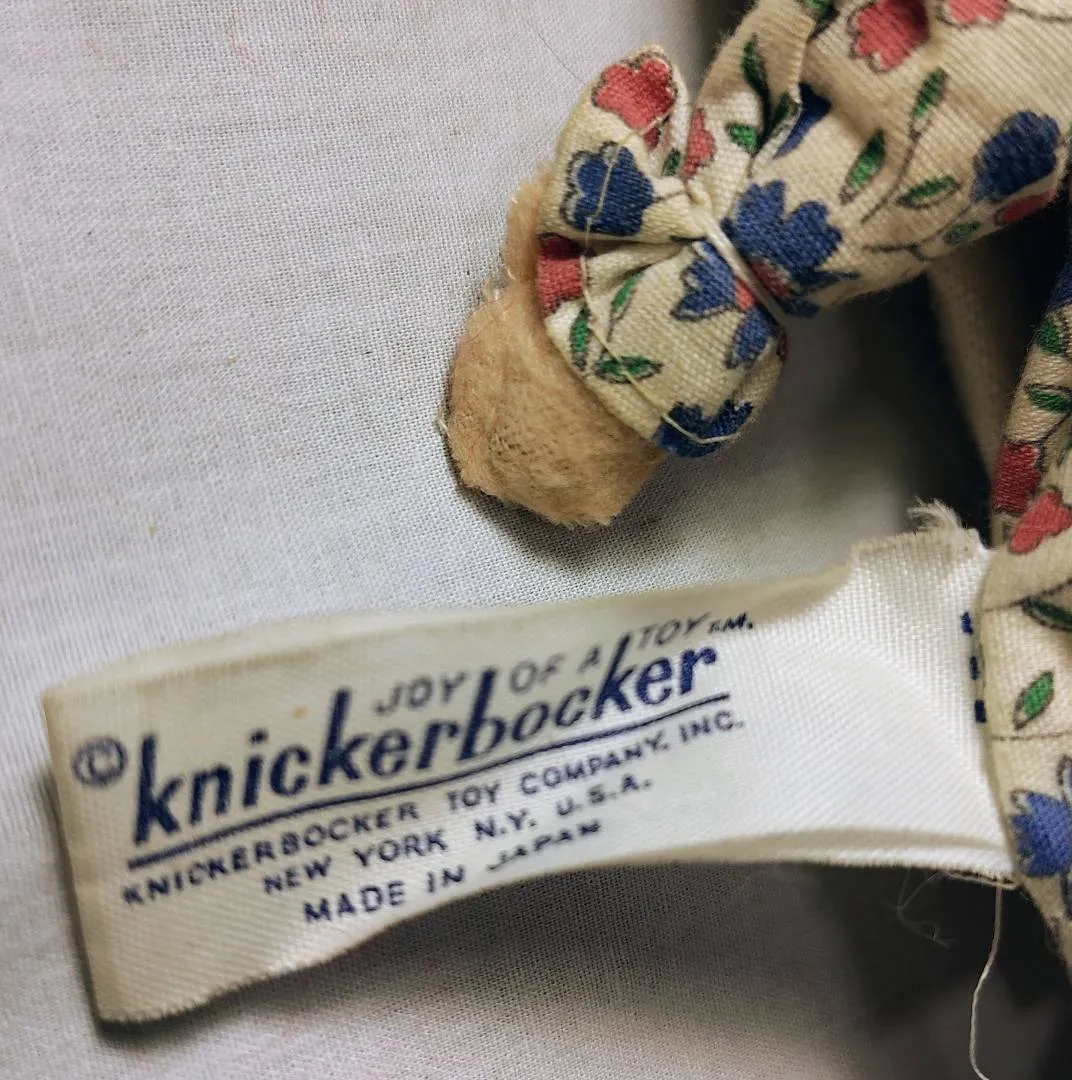 JOY OF A TOY T.M.
© knickerbocker
KNICKERBOCKER TOY COMPANY, INC.
NEW YORK N.Y. U.S.A.
MADE IN JAPAN